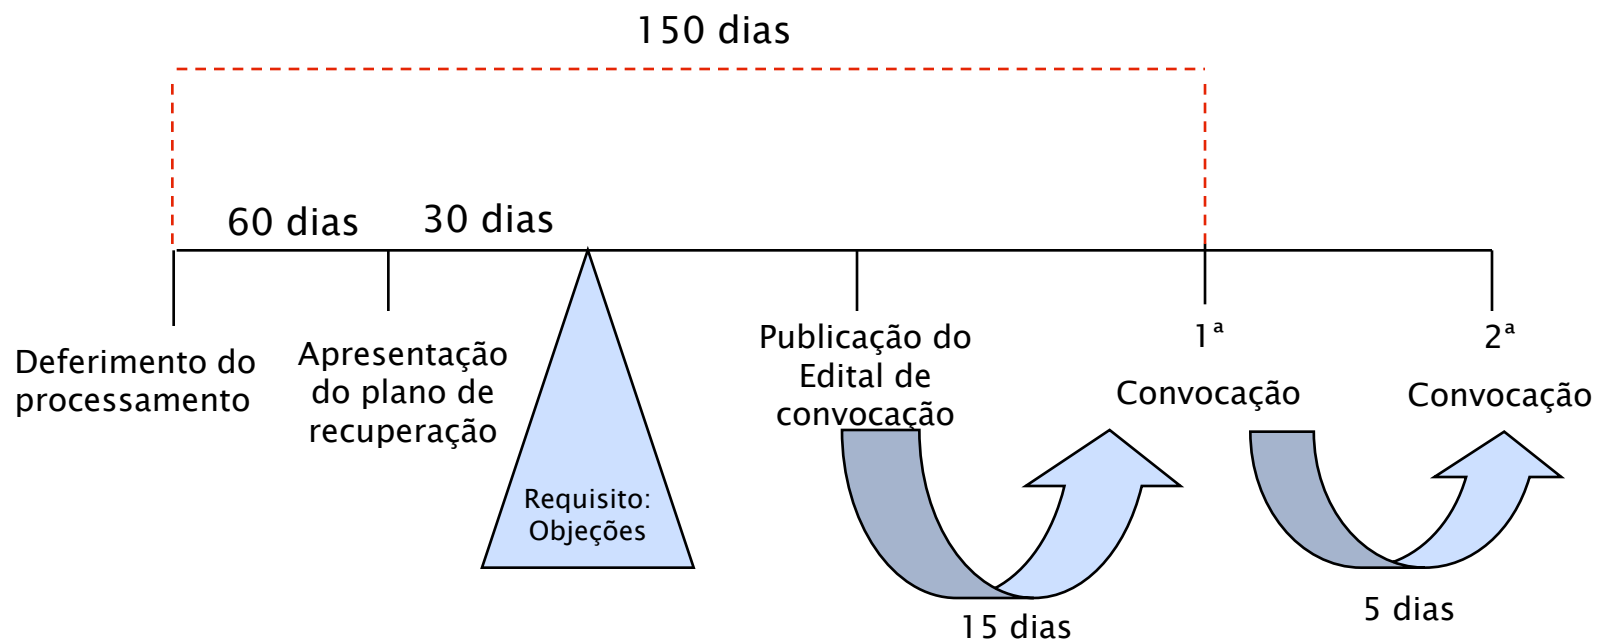 150 dias
60 dias
30 dias
Deferimento do
processamento
Apresentação
do plano de
recuperação
Requisito:
Objeções
Publicação do
Edital de
convocação
1ª
Convocação
2ª
Convocação
15 dias
5 dias